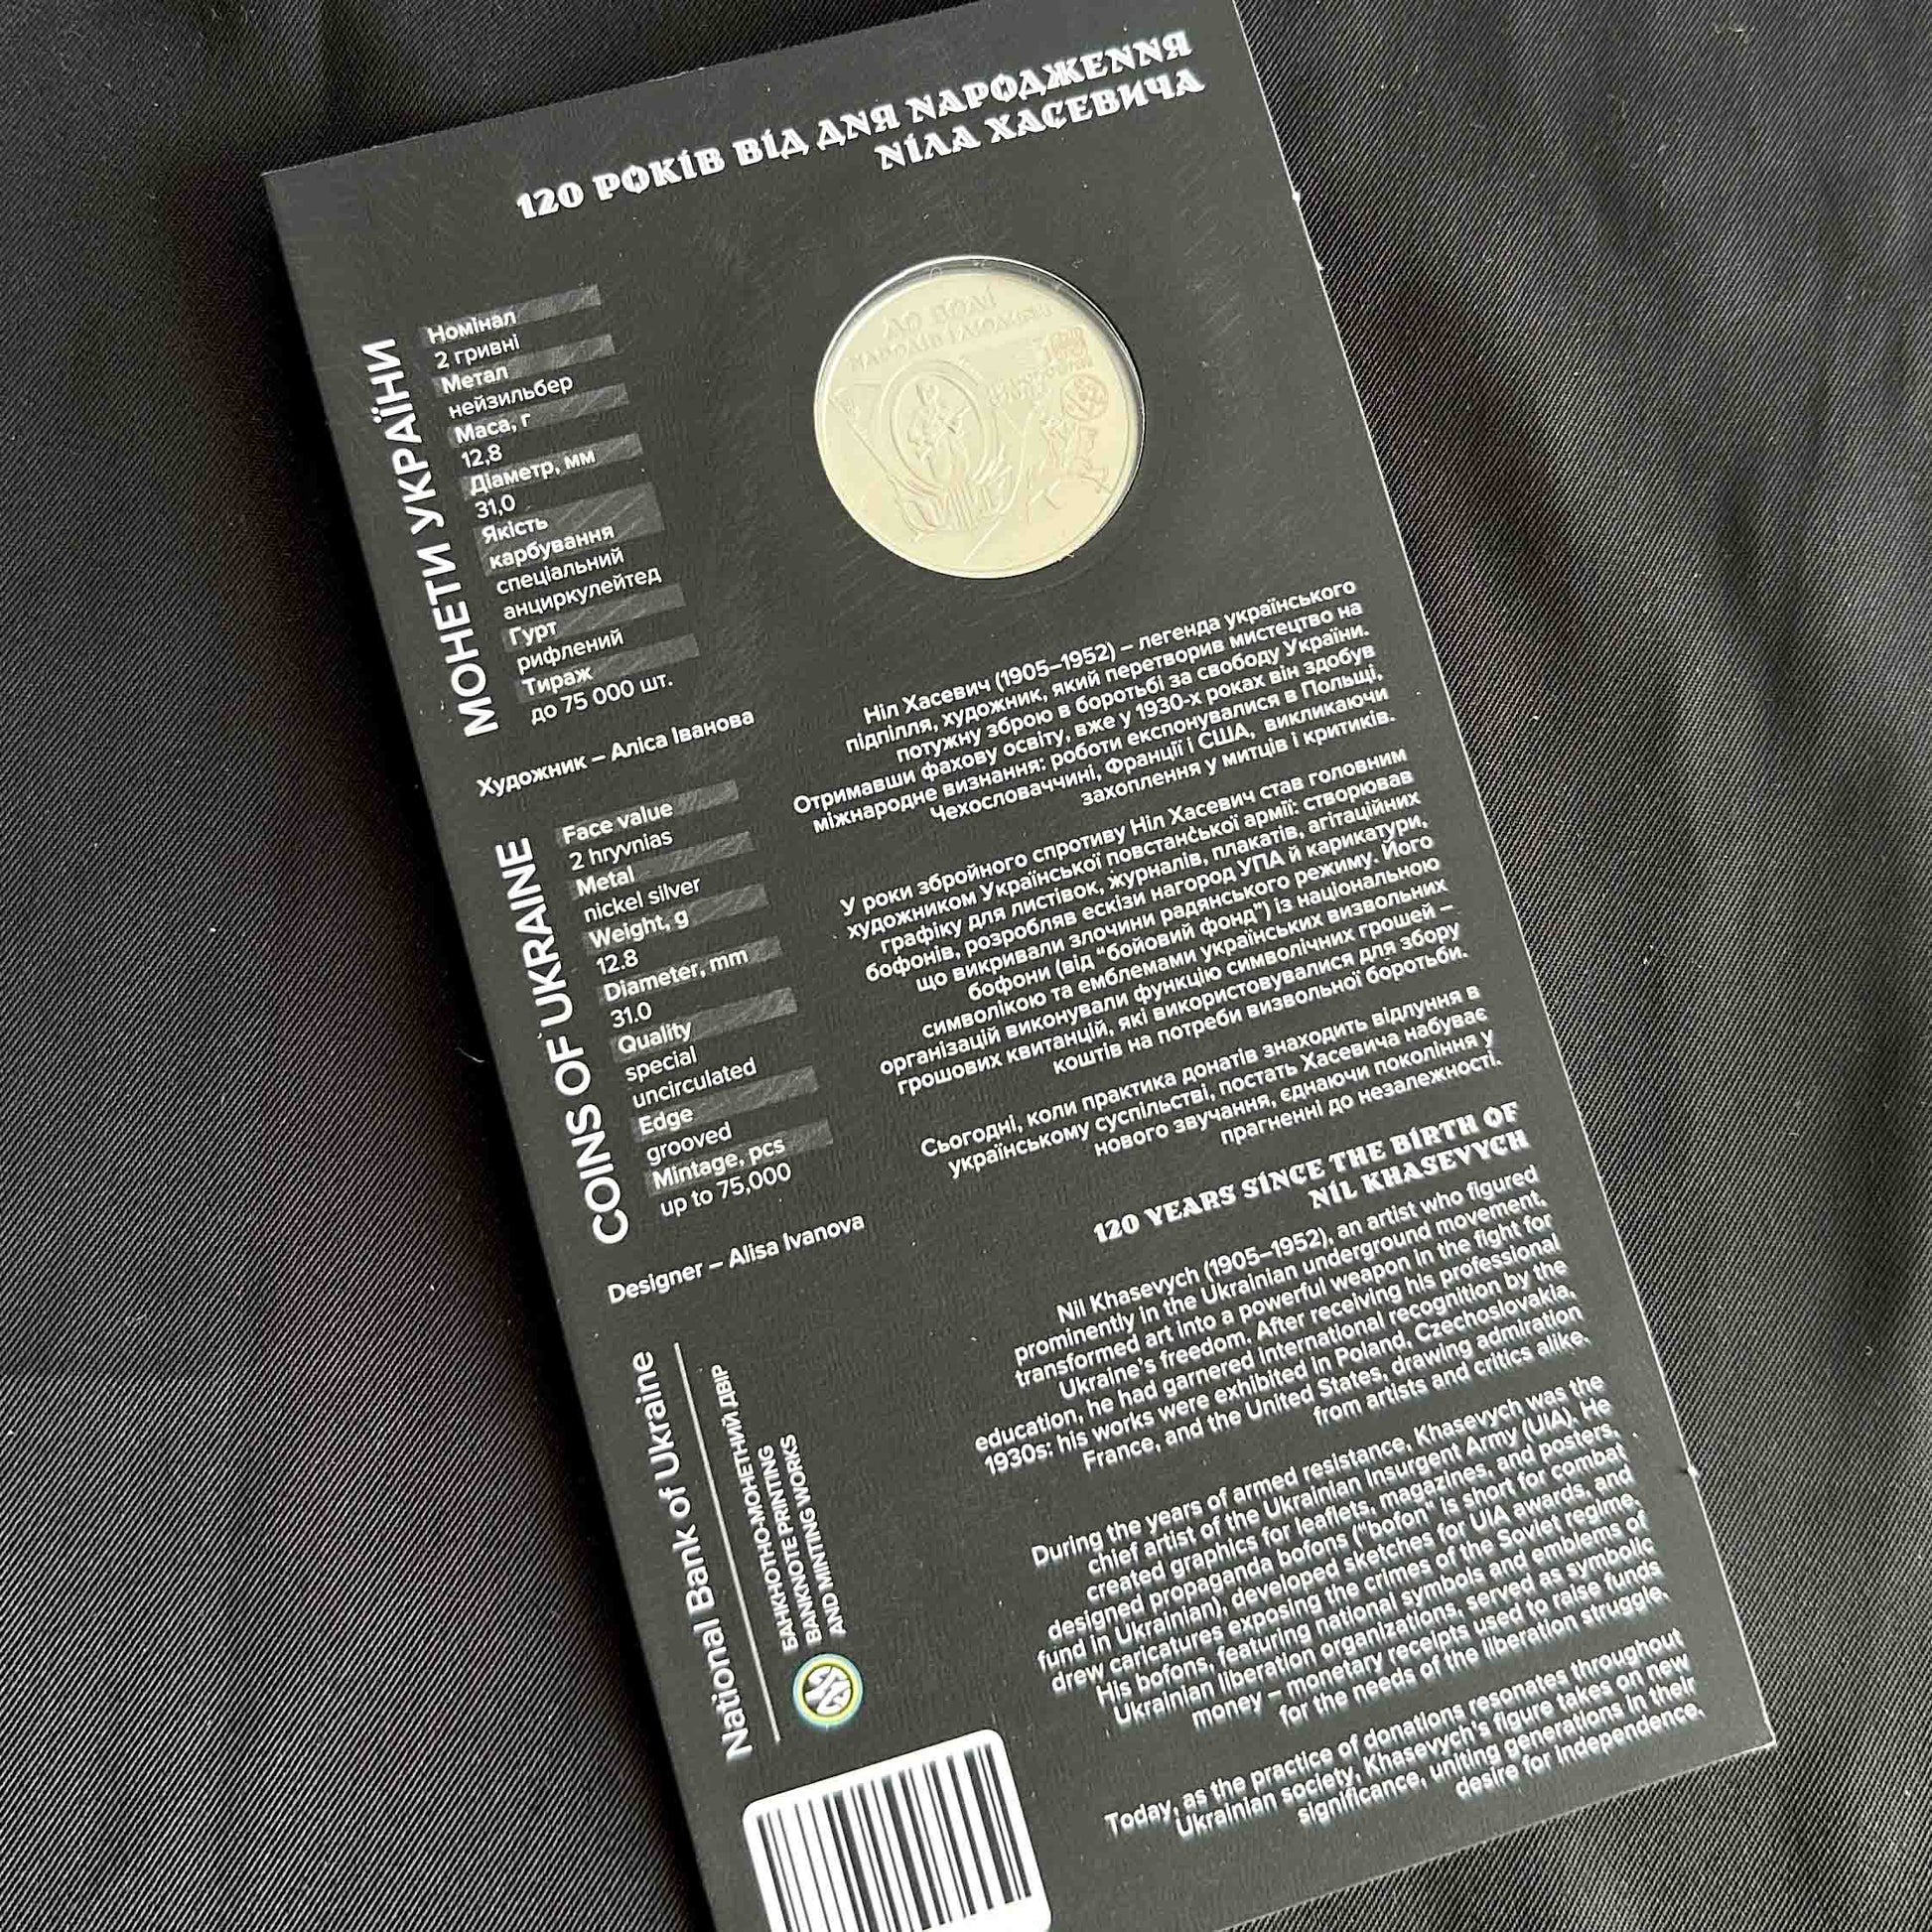 120 РОКІВ ВІД ДНЯ НАРОДЖЕННЯ
НІЛА ХАСЕВИЧА
МОНЕТИ УКРАЇНИ
Номінал
2 гривні
Метал
нейзильбер
Маса, г
12,8
Діаметр, мм
31,0
Якість
карбування
спеціальний
анциркулейтед
Гурт
рифлений
Тираж
до 75 000 шт.
Художник – Аліса Іванова
COINS OF UKRAINE
Face value
2 hryvnias
Metal
nickel silver
Weight, g
12.8
Diameter, mm
31.0
Quality
special
uncirculated
Edge
grooved
Mintage, pcs
up to 75,000
Designer – Alisa Ivanova
National Bank of Ukraine
БАНКНОТНО-МОНЕТНИЙ ДВІР
BANKNOTE PRINTING
AND MINTING WORKS
ДО ВОЛІ
НАРОДІВ І ЛЮДИНИ
Ніл Хасевич (1905–1952) – легенда українського
підпілля, художник, який перетворив мистецтво на
потужну зброю в боротьбі за свободу України.
Отримавши фахову освіту, вже у 1930-х роках він здобув
міжнародне визнання: роботи експонувалися в Польщі,
Чехословаччині, Франції і США, викликаючи
захоплення у митців і критиків.
У роки збройного спротиву Ніл Хасевич став головним
художником Української повстанської армії: створював
графіку для листівок, журналів, плакатів, агітаційних
бофонів, розробляв ескізи нагород УПА й карикатури,
що викривали злочини радянського режиму. Його
бофони (від “бойовий фонд”) із національною
символікою та емблемами українських визвольних
організацій виконували функцію символічних грошей –
грошових квитанцій, які використовувалися для збору
коштів на потреби визвольної боротьби.
Сьогодні, коли практика донатів знаходить відлуння в
українському суспільстві, постать Хасевича набуває
нового звучання, єднаючи покоління у
прагненні до незалежності.
120 YEARS SINCE THE BIRTH OF
NIL KHASEVYCH
Nil Khasevych (1905–1952), an artist who figured
prominently in the Ukrainian underground movement,
transformed art into a powerful weapon in the fight for
Ukraine's freedom. After receiving his professional
education, he had garnered international recognition by the
1930s: his works were exhibited in Poland, Czechoslovakia,
France, and the United States, drawing admiration
from artists and critics alike.
During the years of armed resistance, Khasevych was the
chief artist of the Ukrainian Insurgent Army (UIA). He
created graphics for leaflets, magazines, and posters,
designed propaganda bofons (“bofon” is short for combat
fund in Ukrainian), developed sketches for UIA awards, and
drew caricatures exposing the crimes of the Soviet regime.
His bofons, featuring national symbols and emblems of
Ukrainian liberation organizations, served as symbolic
money – monetary receipts used to raise funds
for the needs of the liberation struggle.
Today, as the practice of donations resonates throughout
Ukrainian society, Khasevych's figure takes on new
significance, uniting generations in their
desire for independence.